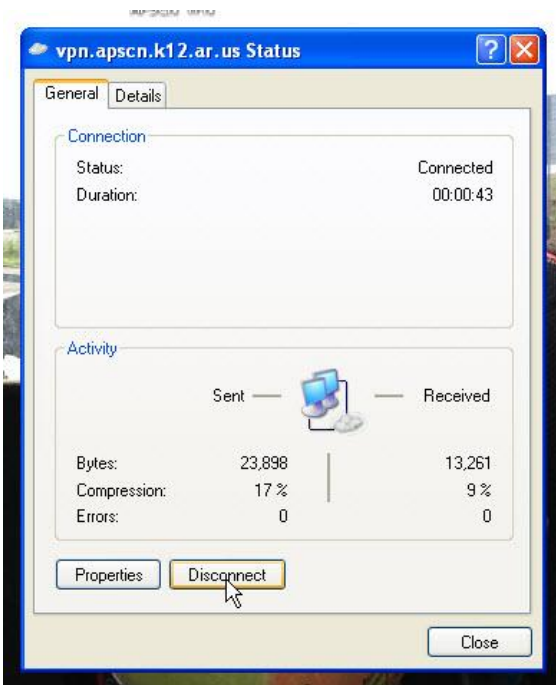 vpn.apscn.k12.ar.us Status
General Details
Connection
Status: Connected
Duration: 00:00:43
Activity
Sent Received
Bytes: 23,898 13,261
Compression: 17 % 9 %
Errors: 0 0
Properties Disconnect
Close